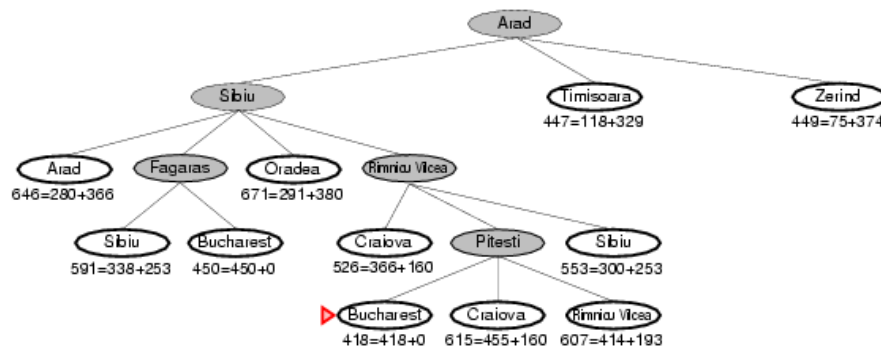 Arad
Sibiu Timisoara Zerind
447=118+329 449=75+374
Arad Fagaras Oradea Rimnicu Vilcea
646=280+366 671=291+380
Sibiu Bucharest Craiova Pitesti Sibiu
591=338+253 450=450+0 526=366+160 553=300+253
Bucharest Craiova Rimnicu Vilcea
418=418+0 615=455+160 607=414+193